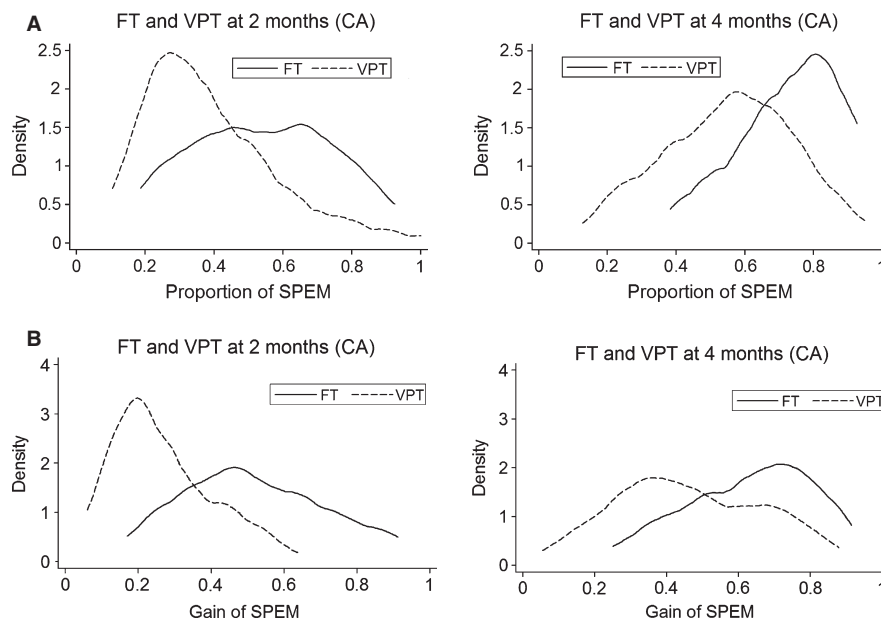 A
FT and VPT at 2 months (CA)
FT VPT
Density
2.5
2
1.5
1
0.5
0
0 0.2 0.4 0.6 0.8 1
Proportion of SPEM
FT and VPT at 4 months (CA)
FT VPT
Density
2.5
2
1.5
1
0.5
0
0 0.2 0.4 0.6 0.8 1
Proportion of SPEM
B
FT and VPT at 2 months (CA)
FT VPT
Density
4
3
2
1
0
0 0.2 0.4 0.6 0.8 1
Gain of SPEM
FT and VPT at 4 months (CA)
FT VPT
Density
4
3
2
1
0
0 0.2 0.4 0.6 0.8 1
Gain of SPEM